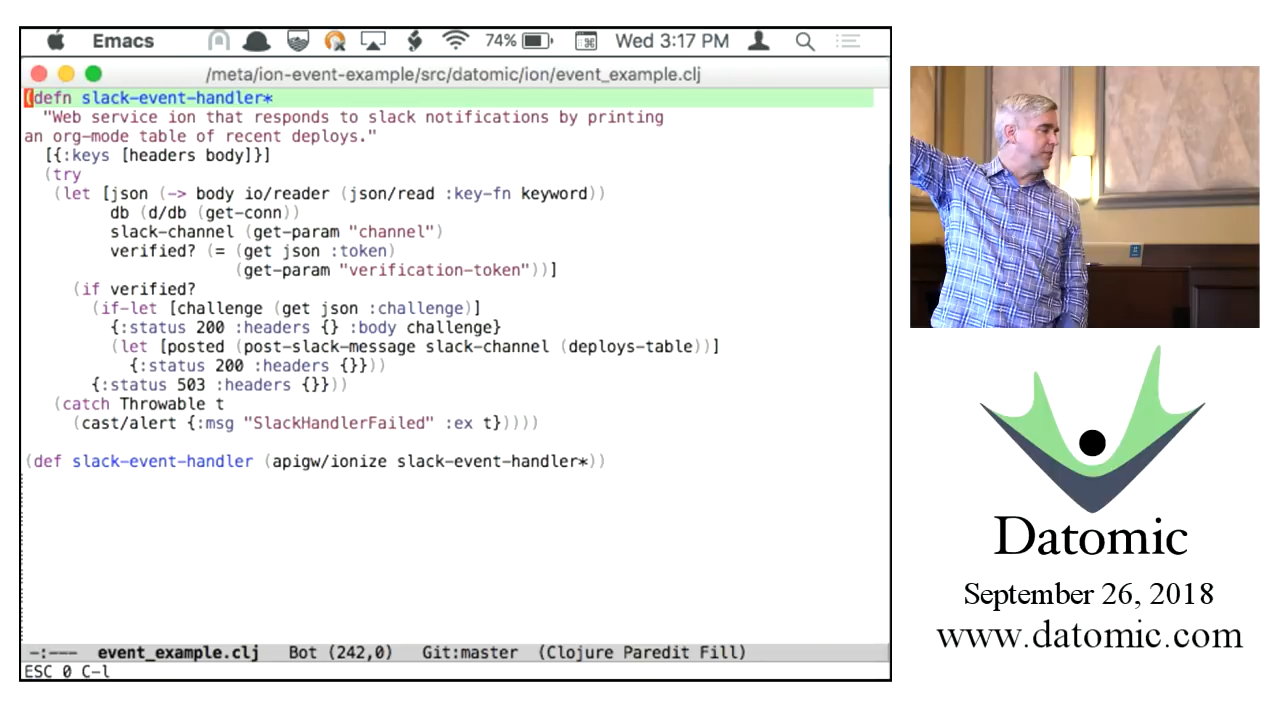 Emacs 74% Wed 3:17 PM
/meta/ion-event-example/src/datomic/ion/event_example.clj
(defn slack-event-handler*
  "Web service ion that responds to slack notifications by printing
an org-mode table of recent deploys."
  [{:keys [headers body]}]
  (try
   (let [json (-> body io/reader (json/read :key-fn keyword))
         db (d/db (get-conn))
         slack-channel (get-param "channel")
         verified? (= (get json :token)
                      (get-param "verification-token"))]
     (if verified?
       (if-let [challenge (get json :challenge)]
         {:status 200 :headers {} :body challenge}
         (let [posted (post-slack-message slack-channel (deploys-table))]
           {:status 200 :headers {}}))
       {:status 503 :headers {}}))
   (catch Throwable t
     (cast/alert {:msg "SlackHandlerFailed" :ex t}))))
(def slack-event-handler (apigw/ionize slack-event-handler*))
-:--- event_example.clj Bot (242,0) Git:master (Clojure Paredit Fill)
ESC 0 C-l
Datomic
September 26, 2018
www.datomic.com